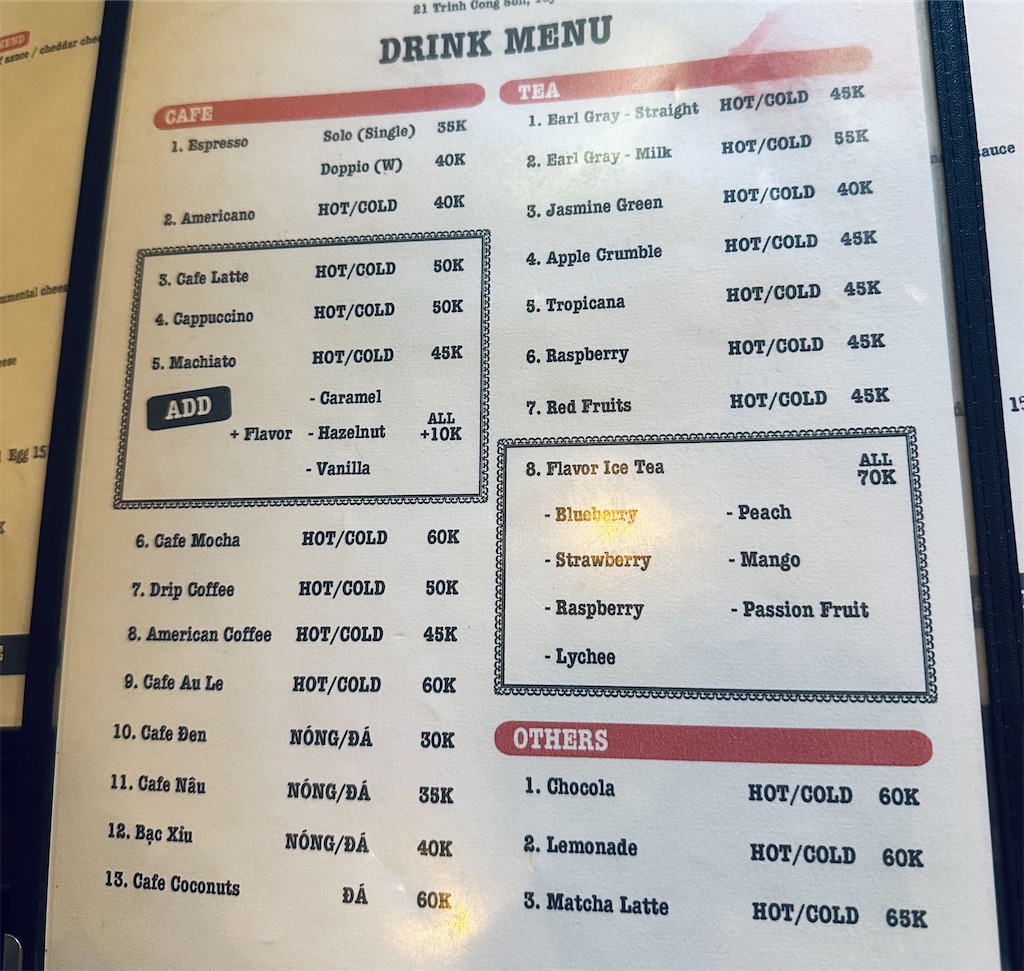 21 Trinh Cong Son,
DRINK MENU
CAFE
1. Espresso Solo (Single) 35K
Doppio (W) 40K
2. Americano HOT/COLD 40K
3. Cafe Latte HOT/COLD 50K
4. Cappuccino HOT/COLD 50K
5. Machiato HOT/COLD 45K
ADD
- Caramel
+ Flavor - Hazelnut ALL +10K
- Vanilla
6. Cafe Mocha HOT/COLD 60K
7. Drip Coffee HOT/COLD 50K
8. American Coffee HOT/COLD 45K
9. Cafe Au Le HOT/COLD 60K
10. Cafe Đen NÓNG/ĐÁ 30K
11. Cafe Nâu NÓNG/ĐÁ 35K
12. Bạc Xỉu NÓNG/ĐÁ 40K
13. Cafe Coconuts ĐÁ 60K
TEA
1. Earl Gray - Straight HOT/COLD 45K
2. Earl Gray - Milk HOT/COLD 55K
3. Jasmine Green HOT/COLD 40K
4. Apple Crumble HOT/COLD 45K
5. Tropicana HOT/COLD 45K
6. Raspberry HOT/COLD 45K
7. Red Fruits HOT/COLD 45K
8. Flavor Ice Tea ALL 70K
- Blueberry - Peach
- Strawberry - Mango
- Raspberry - Passion Fruit
- Lychee
OTHERS
1. Chocola HOT/COLD 60K
2. Lemonade HOT/COLD 60K
3. Matcha Latte HOT/COLD 65K
sauce / cheddar
Egg
sauce